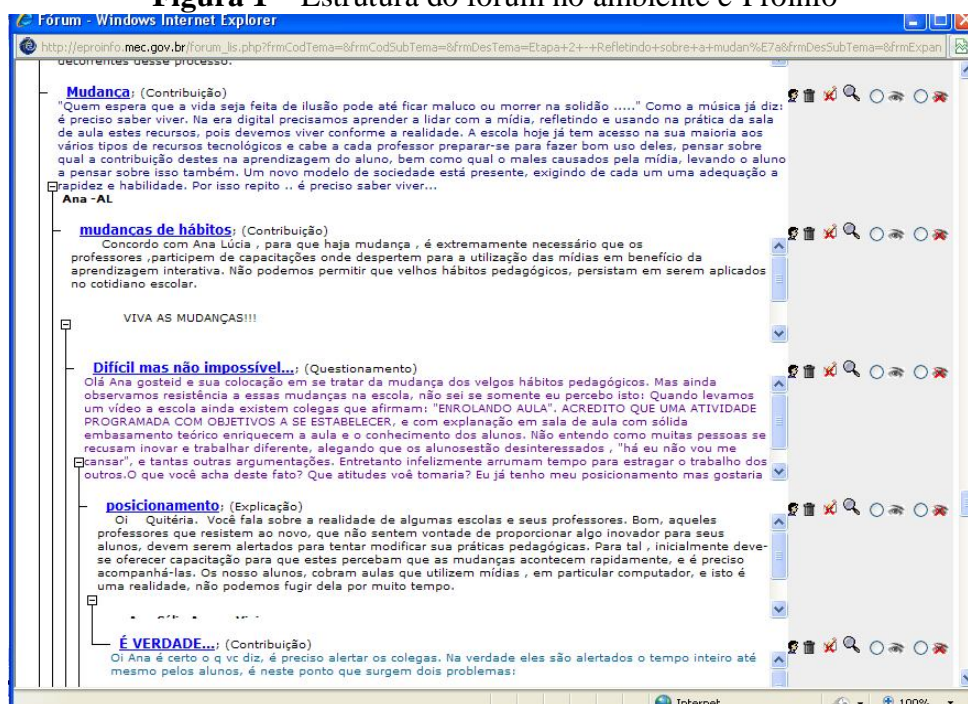 Figura 1 – Estrutura do fórum no ambiente e-Proinfo
Fórum - Windows Internet Explorer
http://eproinfo.mec.gov.br/forum_lis.php?frmCodTema=&frmCodSubTema=&frmDesTema=Etapa+2+-+Refletindo+sobre+a+mudan%E7a&frmDesSubTema=&frmExpan
decorrentes desse processo.
Mudança; (Contribuição)
"Quem espera que a vida seja feita de ilusão pode até ficar maluco ou morrer na solidão ....." Como a música já diz:
é preciso saber viver. Na era digital precisamos aprender a lidar com a mídia, refletindo e usando na prática da sala
de aula estes recursos, pois devemos viver conforme a realidade. A escola hoje já tem acesso na sua maioria aos
vários tipos de recursos tecnológicos e cabe a cada professor preparar-se para fazer bom uso deles, pensar sobre
qual a contribuição destes na aprendizagem do aluno, bem como qual o males causados pela mídia, levando o aluno
a pensar sobre isso também. Um novo modelo de sociedade está presente, exigindo de cada um uma adequação a
rapidez e habilidade. Por isso repito .. é preciso saber viver...
Ana -AL
mudanças de hábitos; (Contribuição)
Concordo com Ana Lúcia , para que haja mudança , é extremamente necessário que os
professores ,participem de capacitações onde despertem para a utilização das mídias em benefício da
aprendizagem interativa. Não podemos permitir que velhos hábitos pedagógicos, persistam em serem aplicados
no cotidiano escolar.
VIVA AS MUDANÇAS!!!
Difícil mas não impossível...; (Questionamento)
Olá Ana gosteid e sua colocação em se tratar da mudança dos velgos hábitos pedagógicos. Mas ainda
observamos resistência a essas mudanças na escola, não sei se somente eu percebo isto: Quando levamos
um vídeo a escola ainda existem colegas que afirmam: "ENROLANDO AULA". ACREDITO QUE UMA ATIVIDADE
PROGRAMADA COM OBJETIVOS A SE ESTABELECER, e com explanação em sala de aula com sólida
embasamento teórico enriquecem a aula e o conhecimento dos alunos. Não entendo como muitas pessoas se
recusam inovar e trabalhar diferente, alegando que os alunosestão desinteressados , "há eu não vou me
cansar", e tantas outras argumentações. Entretanto infelizmente arrumam tempo para estragar o trabalho dos
outros.O que você acha deste fato? Que atitudes voê tomaria? Eu já tenho meu posicionamento mas gostaria
posicionamento; (Explicação)
Oi Quitéria. Você fala sobre a realidade de algumas escolas e seus professores. Bom, aqueles
professores que resistem ao novo, que não sentem vontade de proporcionar algo inovador para seus
alunos, devem serem alertados para tentar modificar sua práticas pedagógicas. Para tal , inicialmente deve-
se oferecer capacitação para que estes percebam que as mudanças acontecem rapidamente, e é preciso
acompanhá-las. Os nosso alunos, cobram aulas que utilizem mídias , em particular computador, e isto é
uma realidade, não podemos fugir dela por muito tempo.
É VERDADE...; (Contribuição)
Oi Ana é certo o q vc diz, é preciso alertar os colegas. Na verdade eles são alertados o tempo inteiro até
mesmo pelos alunos, é neste ponto que surgem dois problemas:
Internet
100%